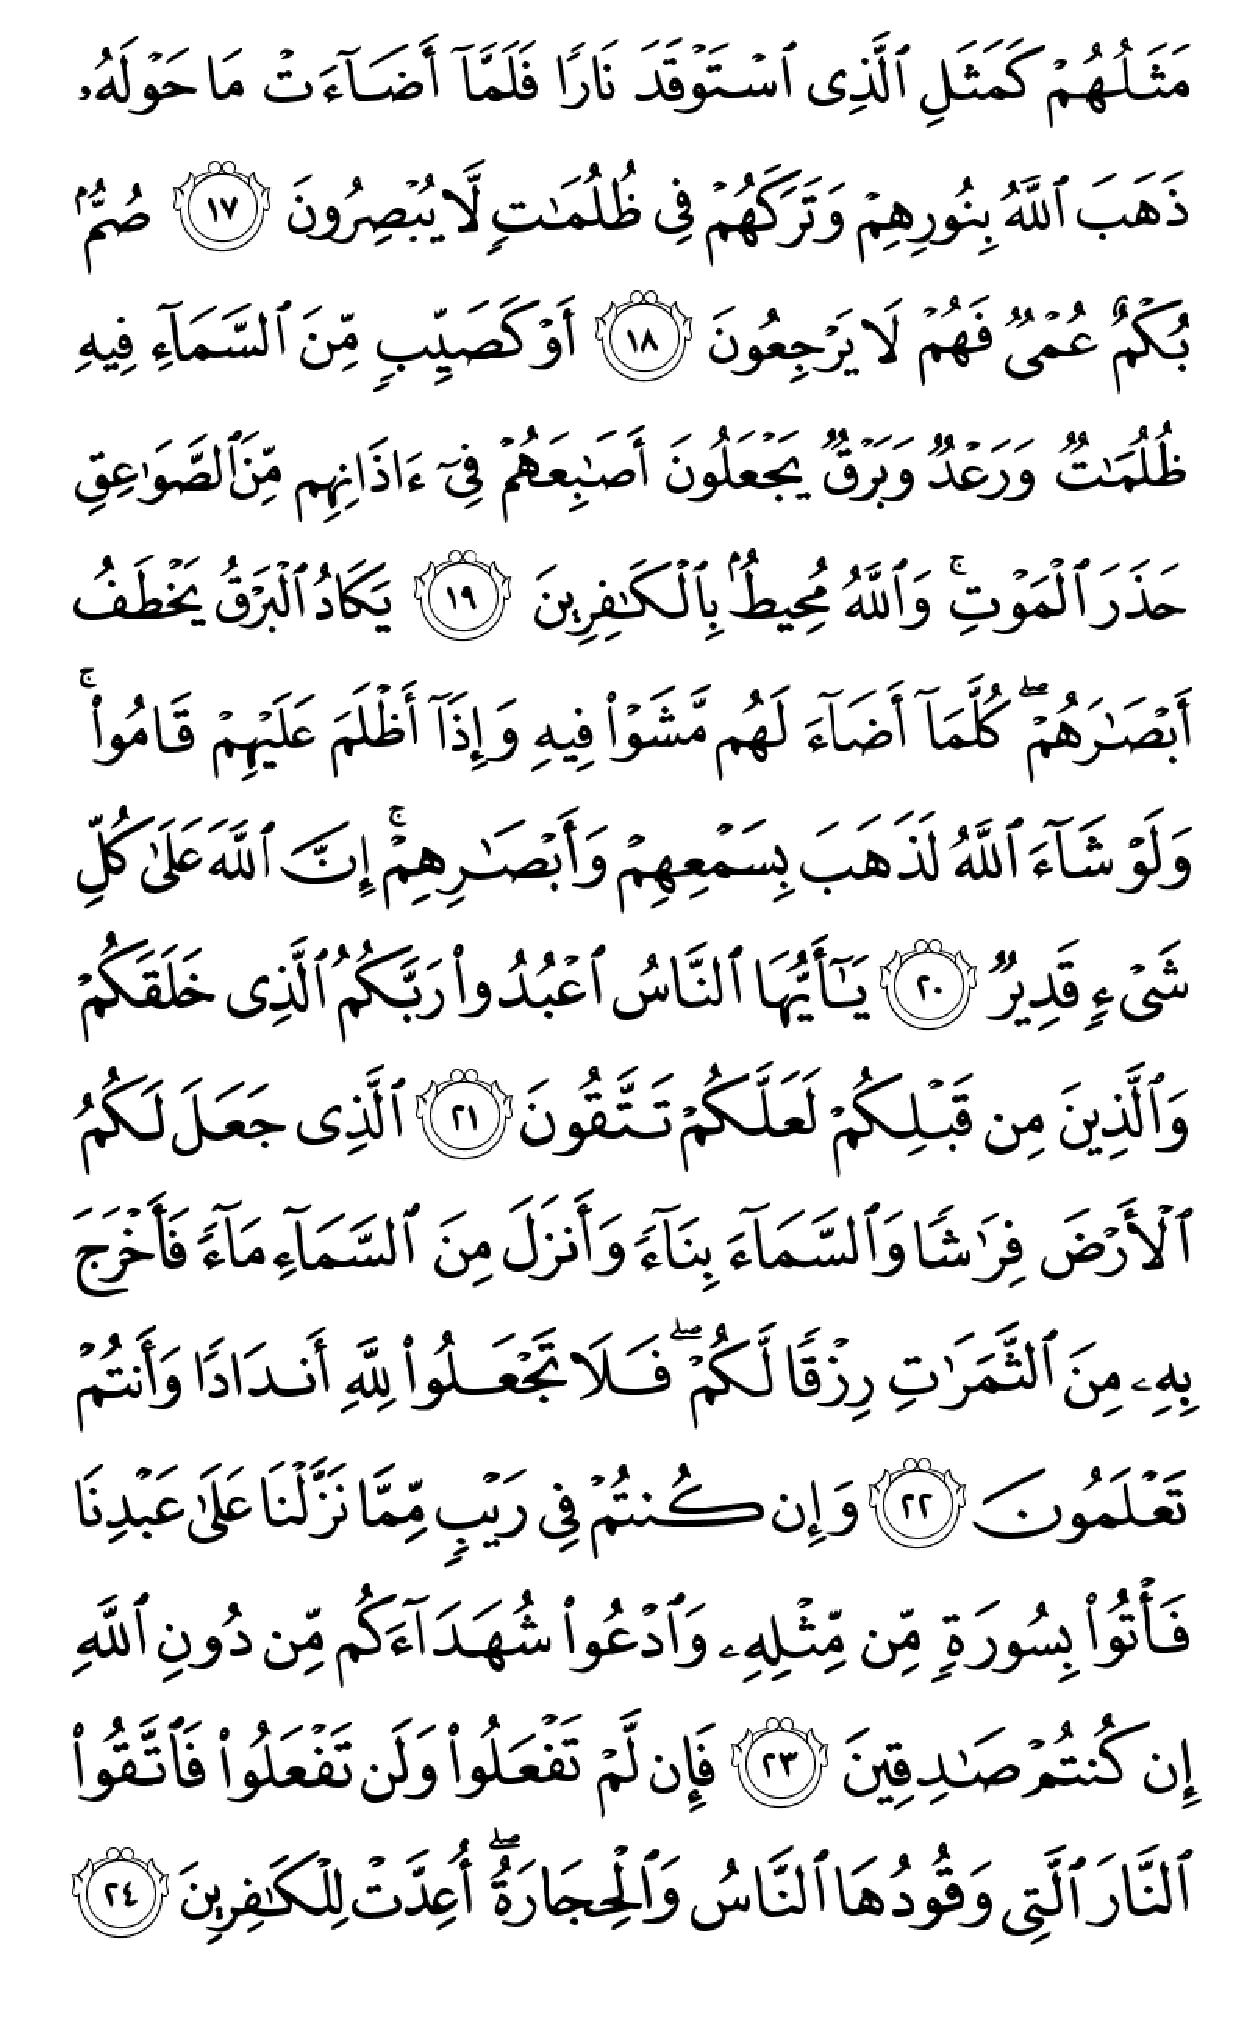 مَثَلُهُمْ كَمَثَلِ ٱلَّذِى ٱسْتَوْقَدَ نَارًا فَلَمَّآ أَضَآءَتْ مَا حَوْلَهُۥ
ذَهَبَ ٱللَّهُ بِنُورِهِمْ وَتَرَكَهُمْ فِى ظُلُمَـٰتٍ لَّا يُبْصِرُونَ ١٧ صُمٌّۢ
بُكْمٌ عُمْىٌ فَهُمْ لَا يَرْجِعُونَ ١٨ أَوْ كَصَيِّبٍ مِّنَ ٱلسَّمَآءِ فِيهِ
ظُلُمَـٰتٌ وَرَعْدٌ وَبَرْقٌ يَجْعَلُونَ أَصَـٰبِعَهُمْ فِىٓ ءَاذَانِهِم مِّنَ ٱلصَّوَٰعِقِ
حَذَرَ ٱلْمَوْتِ ۚ وَٱللَّهُ مُحِيطٌۢ بِٱلْكَـٰفِرِينَ ١٩ يَكَادُ ٱلْبَرْقُ يَخْطَفُ
أَبْصَـٰرَهُمْ ۖ كُلَّمَآ أَضَآءَ لَهُم مَّشَوْا۟ فِيهِ وَإِذَآ أَظْلَمَ عَلَيْهِمْ قَامُوا۟ ۚ
وَلَوْ شَآءَ ٱللَّهُ لَذَهَبَ بِسَمْعِهِمْ وَأَبْصَـٰرِهِمْ ۚ إِنَّ ٱللَّهَ عَلَىٰ كُلِّ
شَىْءٍ قَدِيرٌ ٢٠ يَـٰٓأَيُّهَا ٱلنَّاسُ ٱعْبُدُوا۟ رَبَّكُمُ ٱلَّذِى خَلَقَكُمْ
وَٱلَّذِينَ مِن قَبْلِكُمْ لَعَلَّكُمْ تَتَّقُونَ ٢١ ٱلَّذِى جَعَلَ لَكُمُ
ٱلْأَرْضَ فِرَٰشًا وَٱلسَّمَآءَ بِنَآءً وَأَنزَلَ مِنَ ٱلسَّمَآءِ مَآءً فَأَخْرَجَ
بِهِۦ مِنَ ٱلثَّمَرَٰتِ رِزْقًا لَّكُمْ ۖ فَلَا تَجْعَلُوا۟ لِلَّهِ أَندَادًا وَأَنتُمْ
تَعْلَمُونَ ٢٢ وَإِن كُنتُمْ فِى رَيْبٍ مِّمَّا نَزَّلْنَا عَلَىٰ عَبْدِنَا
فَأْتُوا۟ بِسُورَةٍ مِّن مِّثْلِهِۦ وَٱدْعُوا۟ شُهَدَآءَكُم مِّن دُونِ ٱللَّهِ
إِن كُنتُمْ صَـٰدِقِينَ ٢٣ فَإِن لَّمْ تَفْعَلُوا۟ وَلَن تَفْعَلُوا۟ فَٱتَّقُوا۟
ٱلنَّارَ ٱلَّتِى وَقُودُهَا ٱلنَّاسُ وَٱلْحِجَارَةُ ۖ أُعِدَّتْ لِلْكَـٰفِرِينَ ٢٤